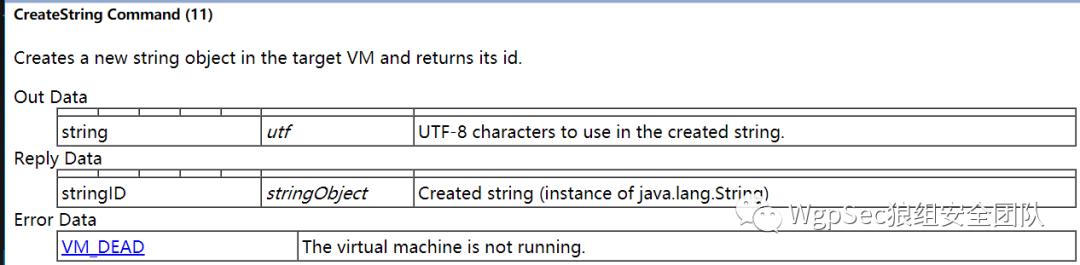 CreateString Command (11)
Creates a new string object in the target VM and returns its id.
Out Data
string utf UTF-8 characters to use in the created string.
Reply Data
stringID stringObject Created string (instance of java.lang.String)
WgpSec狼组安全团队
Error Data
VM_DEAD The virtual machine is not running.